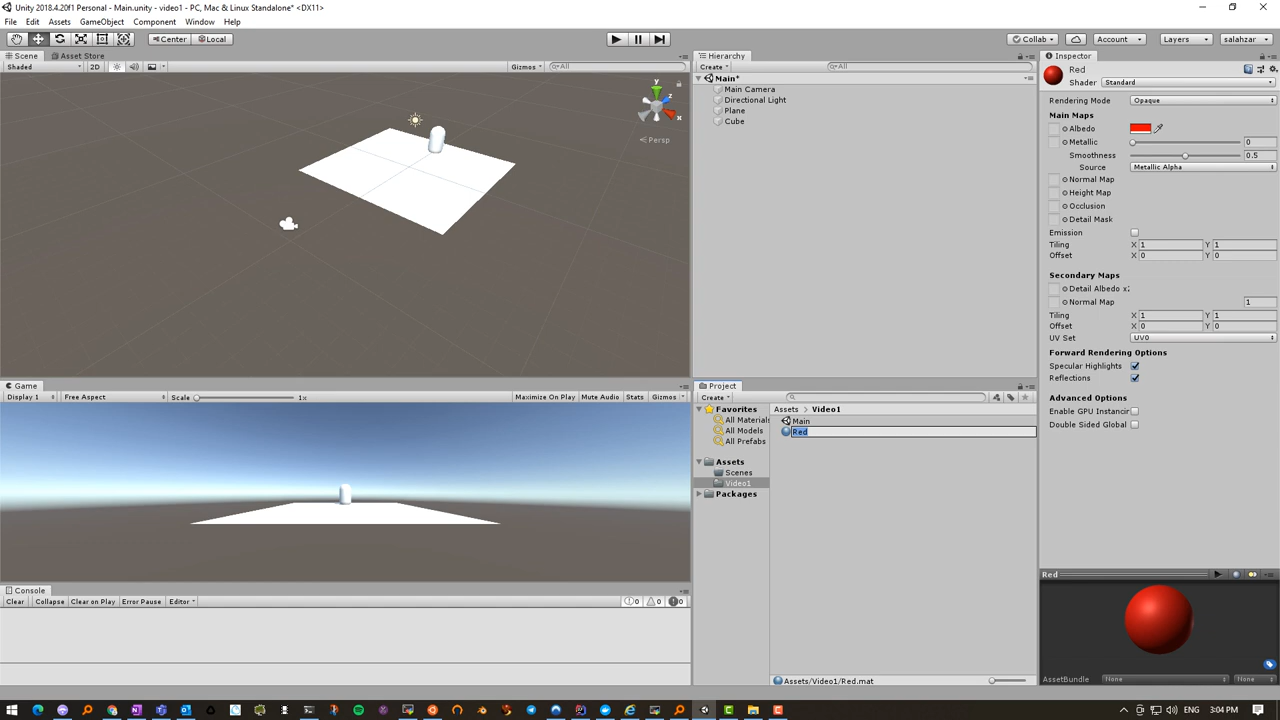 Unity 2018.4.20f1 Personal - Main.unity - video1 - PC, Mac & Linux Standalone* <DX11>
File Edit Assets GameObject Component Window Help
Center Local
Collab Account Layers salahzar
Scene Asset Store
Shaded 2D Gizmos All
y
x
z
Persp
Hierarchy
Create All
Main*
Main Camera
Directional Light
Plane
Cube
Inspector
Red
Shader Standard
Rendering Mode Opaque
Main Maps
Albedo
Metallic 0
Smoothness 0.5
Source Metallic Alpha
Normal Map
Height Map
Occlusion
Detail Mask
Emission
Tiling X 1 Y 1
Offset X 0 Y 0
Secondary Maps
Detail Albedo x
Normal Map 1
Tiling X 1 Y 1
Offset X 0 Y 0
UV Set UV0
Forward Rendering Options
Specular Highlights
Reflections
Advanced Options
Enable GPU Instancin
Double Sided Global
Game
Display 1 Free Aspect Scale 1x Maximize On Play Mute Audio Stats Gizmos
Project
Create
Favorites
All Materials
All Models
All Prefabs
Assets
Scenes
Video1
Packages
Assets > Video1
Main
Red
Assets/Video1/Red.mat
Console
Clear Collapse Clear on Play Error Pause Editor 0 0 0
Red
AssetBundle None None
3:04 PM